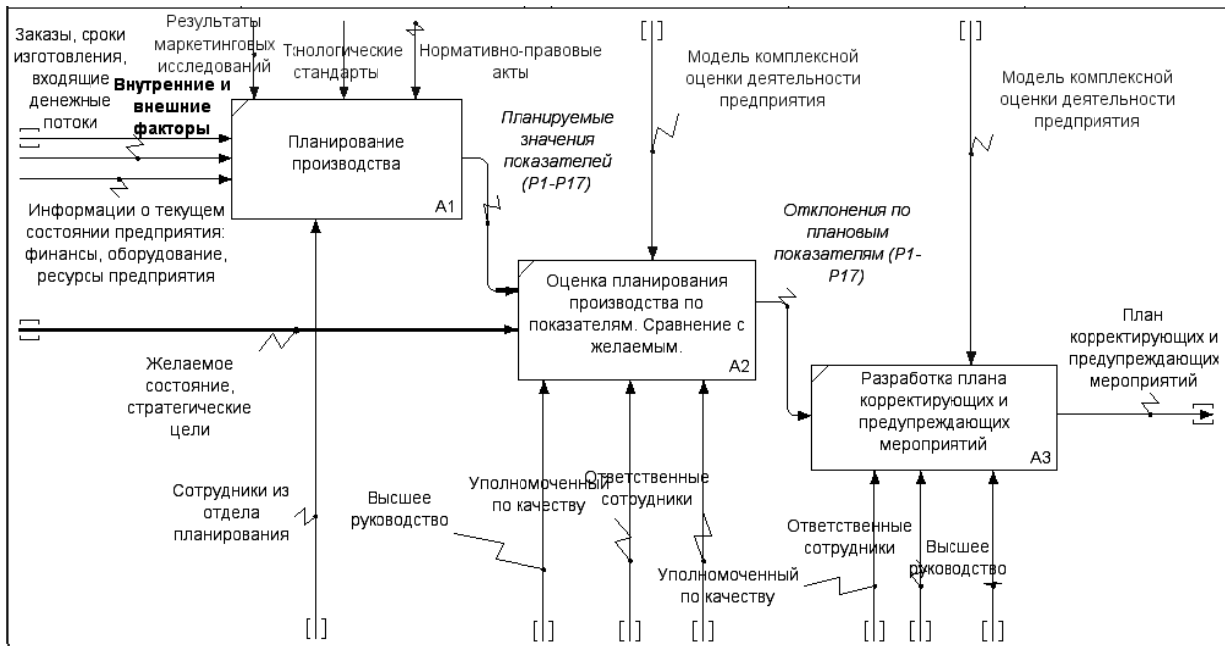 Заказы, сроки
изготовления,
входящие
денежные
потоки
Результаты
маркетинговых
исследований
Тхнологические
стандарты
Нормативно-правовые
акты
Внутренние и
внешние
факторы
Модель комплексной
оценки деятельности
предприятия
Модель комплексной
оценки деятельности
предприятия
Планирование
производства
A1
Планируемые
значения
показателей
(P1-P17)
Информации о текущем
состоянии предприятия:
финансы, оборудование,
ресурсы предприятия
Отклонения по
плановым
показателям (P1-
P17)
Оценка планирования
производства по
показателям. Сравнение с
желаемым.
A2
План
корректирующих и
предупреждающих
мероприятий
Желаемое
состояние,
стратегические
цели
Разработка плана
корректирующих и
предупреждающих
мероприятий
A3
Сотрудники из
отдела
планирования
Высшее
руководство
Уполномоченный
по качеству
Ответственные
сотрудники
Ответственные
сотрудники
Высшее
руководство
Уполномоченный
по качеству